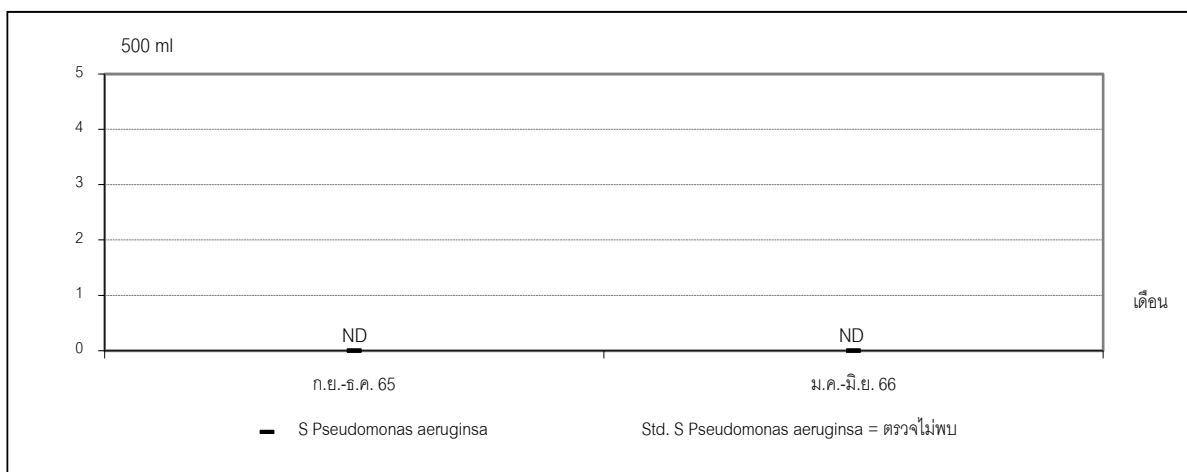 500 ml
5
4
3
2
1
0
ND
ND
เดือน
ก.ย.-ธ.ค. 65
ม.ค.-มิ.ย. 66
S Pseudomonas aeruginsa
Std. S Pseudomonas aeruginsa = ตรวจไม่พบ